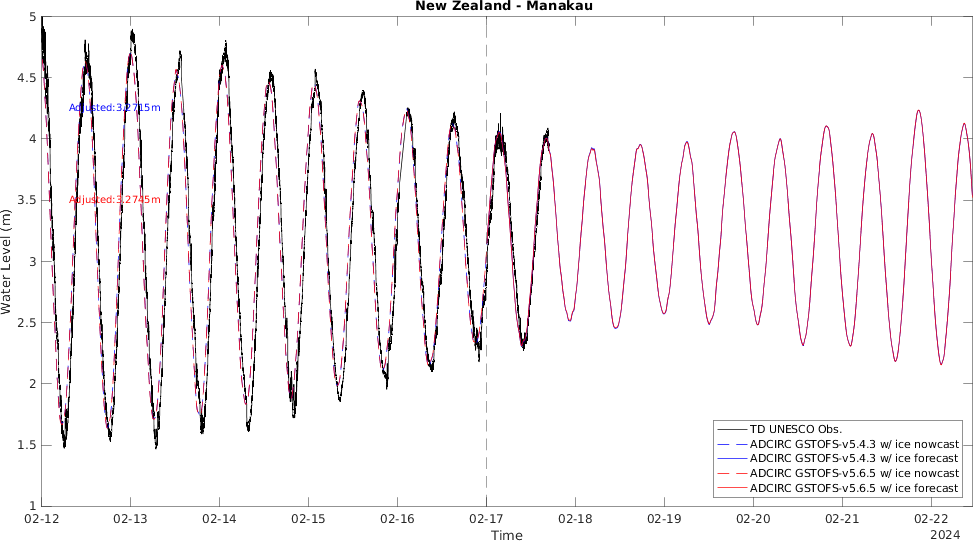 New Zealand - Manakau
Water Level (m)
5
4.5
4
3.5
3
2.5
2
1.5
1
Adjusted:3.2715m
Adjusted:3.2745m
TD UNESCO Obs.
ADCIRC GSTOFS-v5.4.3 w/ ice nowcast
ADCIRC GSTOFS-v5.4.3 w/ ice forecast
ADCIRC GSTOFS-v5.6.5 w/ ice nowcast
ADCIRC GSTOFS-v5.6.5 w/ ice forecast
02-12 02-13 02-14 02-15 02-16 02-17 02-18 02-19 02-20 02-21 02-22
Time
2024